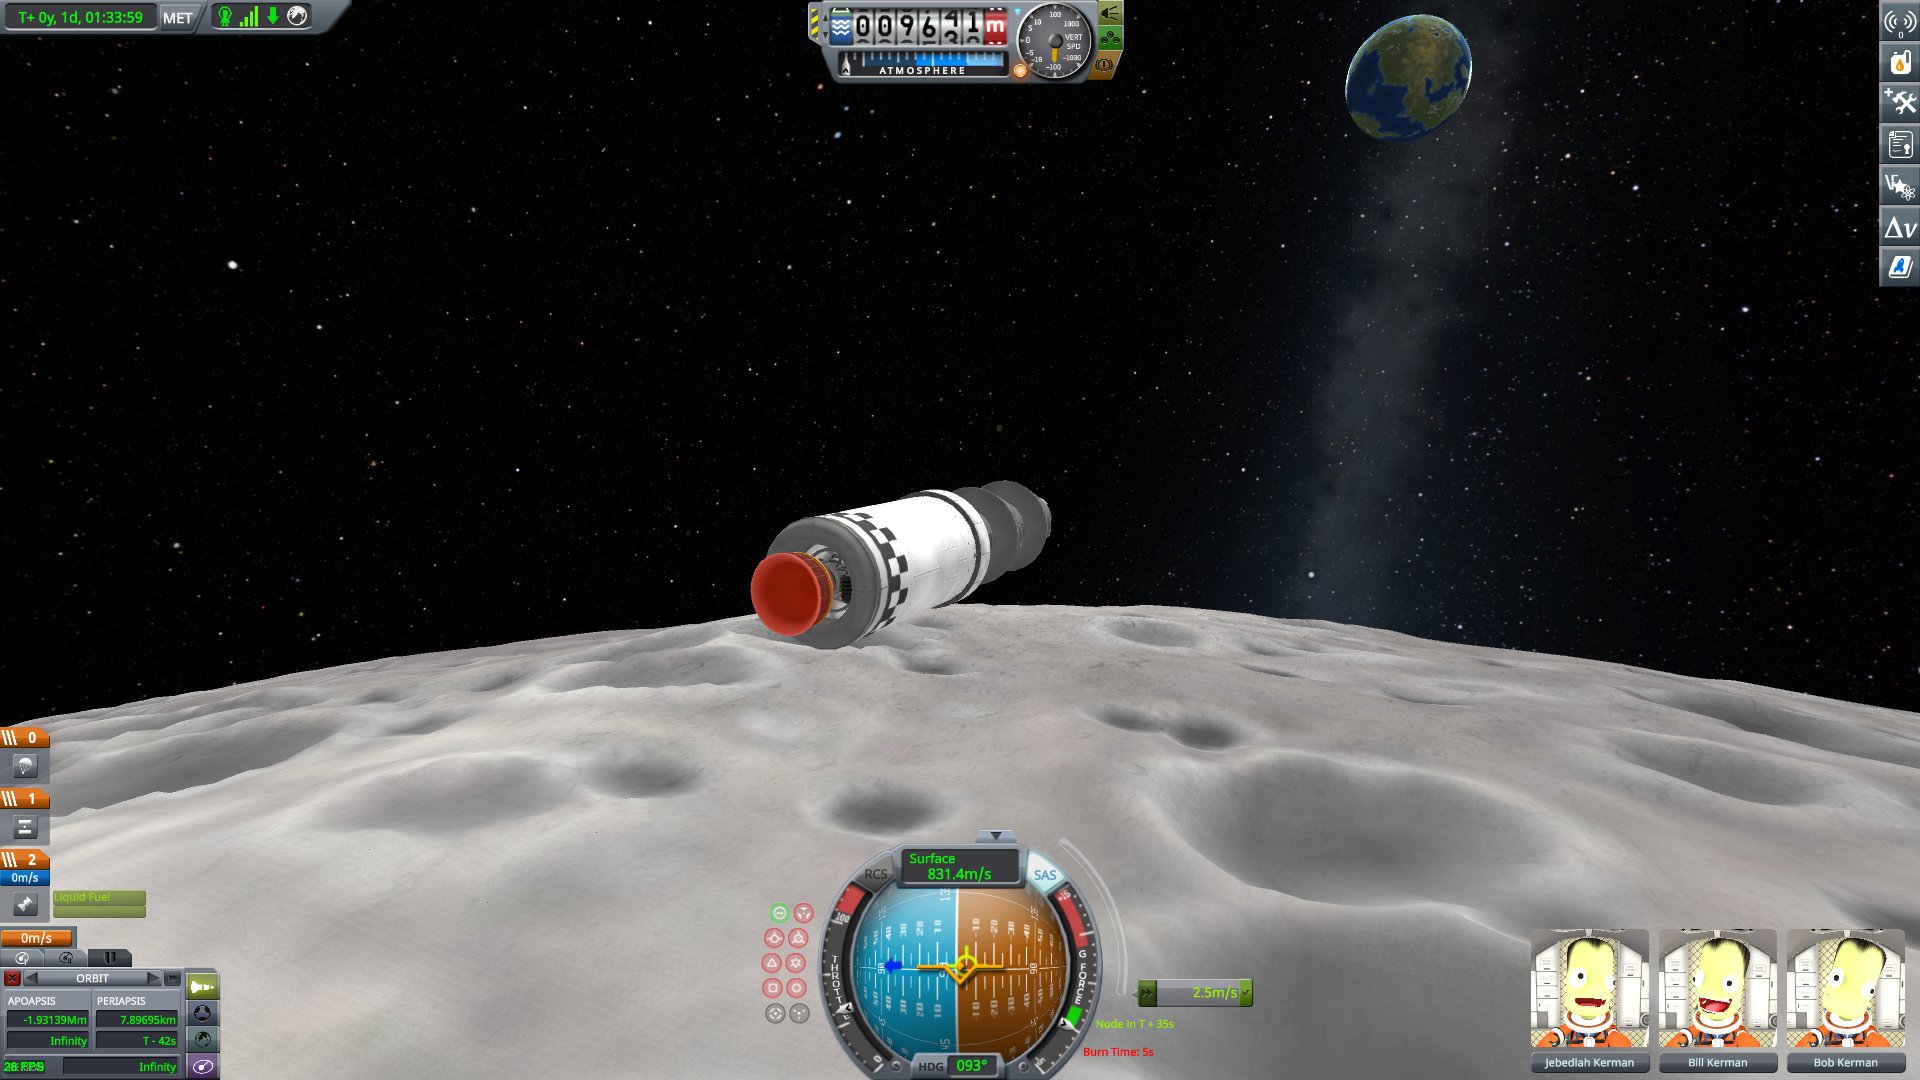 T+ 0y, 1d, 01:33:59 MET
m
VERT
SPD
ATMOSPHERE
0
Δv
0
1
2
0m/s
Liquid Fuel
0m/s
ORBIT
APOAPSIS PERIAPSIS
-1.93139Mm 7.89695km
Infinity T - 42s
Infinity
RCS
Surface
831.4m/s
SAS
THROTTLE
G FORCE
HDG 093°
2.5m/s
Node in T + 35s
Burn Time: 5s
Jebediah Kerman
Bill Kerman
Bob Kerman